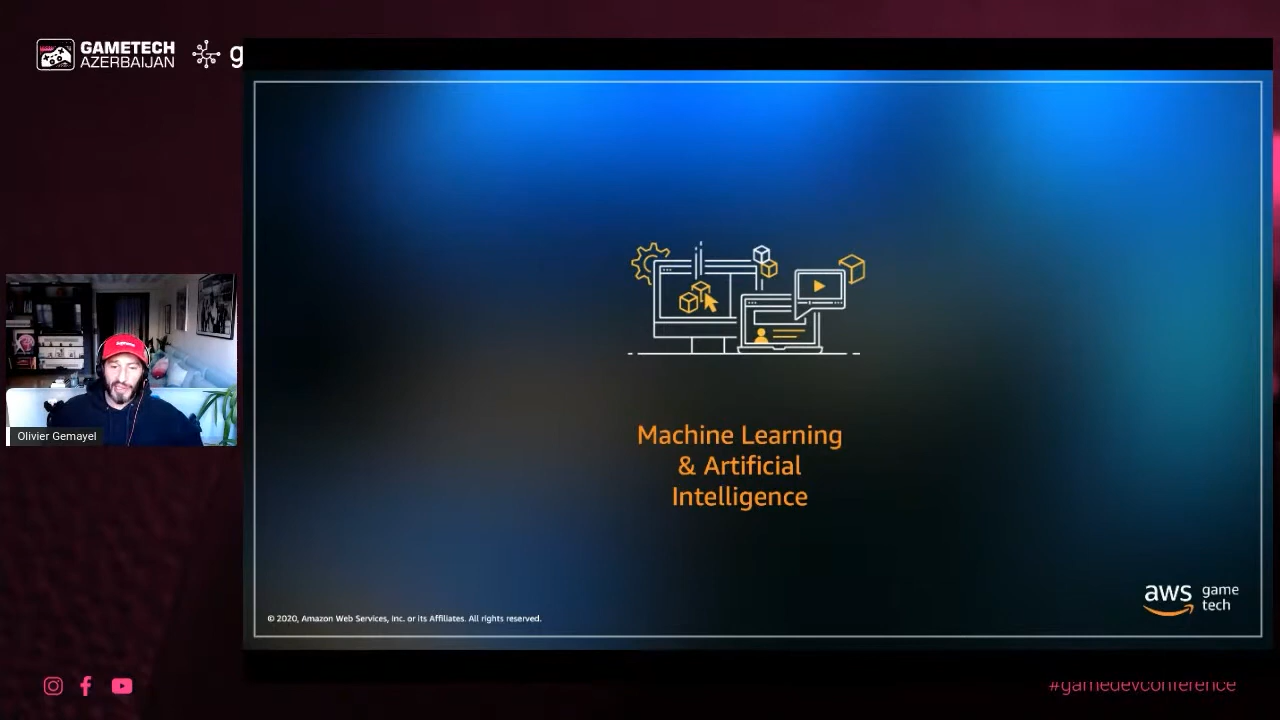 GAMETECH
AZERBAIJAN
g
Olivier Gemayel
Machine Learning
& Artificial
Intelligence
© 2020, Amazon Web Services, Inc. or its Affiliates. All rights reserved.
aws game
tech
#gamedevconference